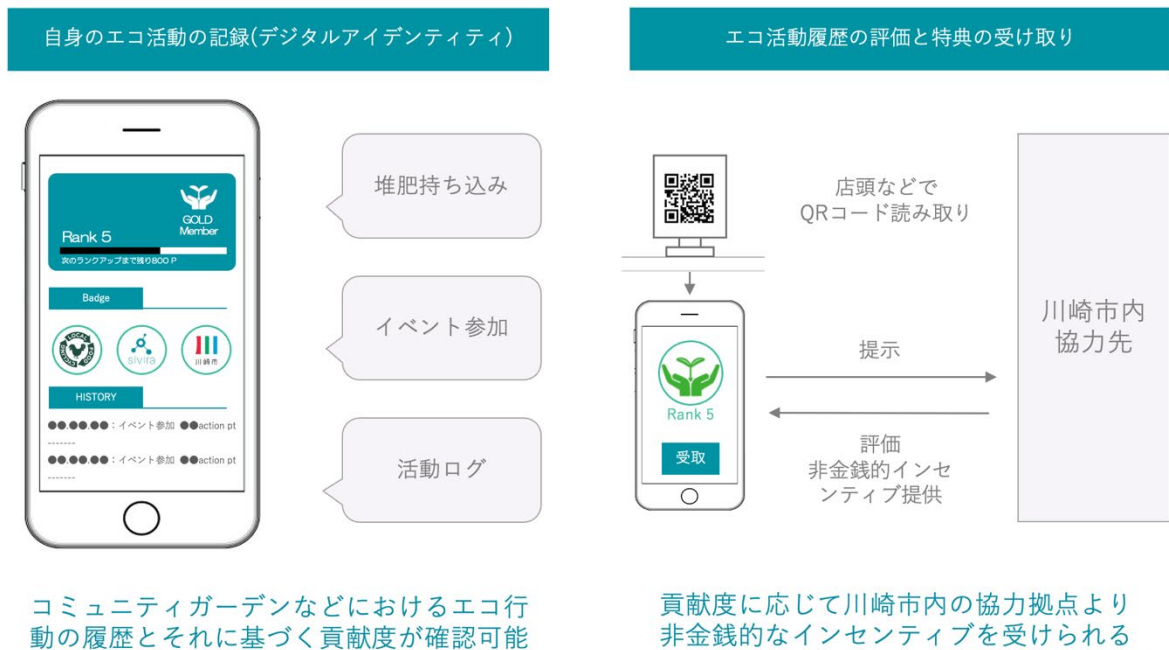 自身のエコ活動の記録(デジタルアイデンティティ)
GOLD
Member
Rank 5
次のランクアップまで残り800 P
Badge
LOCAL FOOD CYCLING
sivira
川崎市
HISTORY
●●.●●.●●：イベント参加 ●●action pt
-------
●●.●●.●●：イベント参加 ●●action pt
-------
堆肥持ち込み
イベント参加
活動ログ
コミュニティガーデンなどにおけるエコ行
動の履歴とそれに基づく貢献度が確認可能
エコ活動履歴の評価と特典の受け取り
店頭などで
QRコード読み取り
Rank 5
受取
提示
評価
非金銭的インセ
ンティブ提供
川崎市内
協力先
貢献度に応じて川崎市内の協力拠点より
非金銭的なインセンティブを受けられる